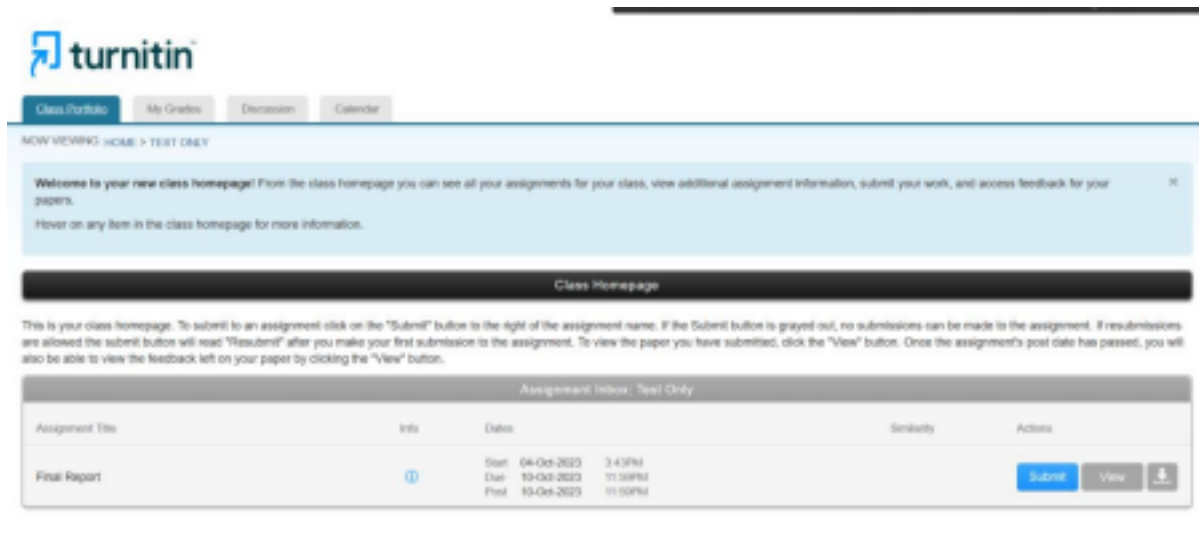 turnitin
Class Portfolio My Grades Discussion Calendar
NOW VIEWING: HOME > TEST ONLY
Welcome to your new class homepage! From the class homepage you can see all your assignments for your class, view additional assignment information, submit your work, and access feedback for your
papers.
Hover on any item in the class homepage for more information.
Class Homepage
This is your class homepage. To submit to an assignment click on the "Submit" button to the right of the assignment name. If the Submit button is grayed out, no submissions can be made to the assignment. If resubmissions
are allowed the submit button will read "Resubmit" after you make your first submission to the assignment. To view the paper you have submitted, click the "View" button. Once the assignment's post date has passed, you will
also be able to view the feedback left on your paper by clicking the "View" button.
Assignment Inbox: Test Only
Assignment Title Info Dates Similarity Actions
Final Report
Start 04-Oct-2023 3:43PM
Due 10-Oct-2023 11:59PM
Post 10-Oct-2023 11:59PM
Submit View